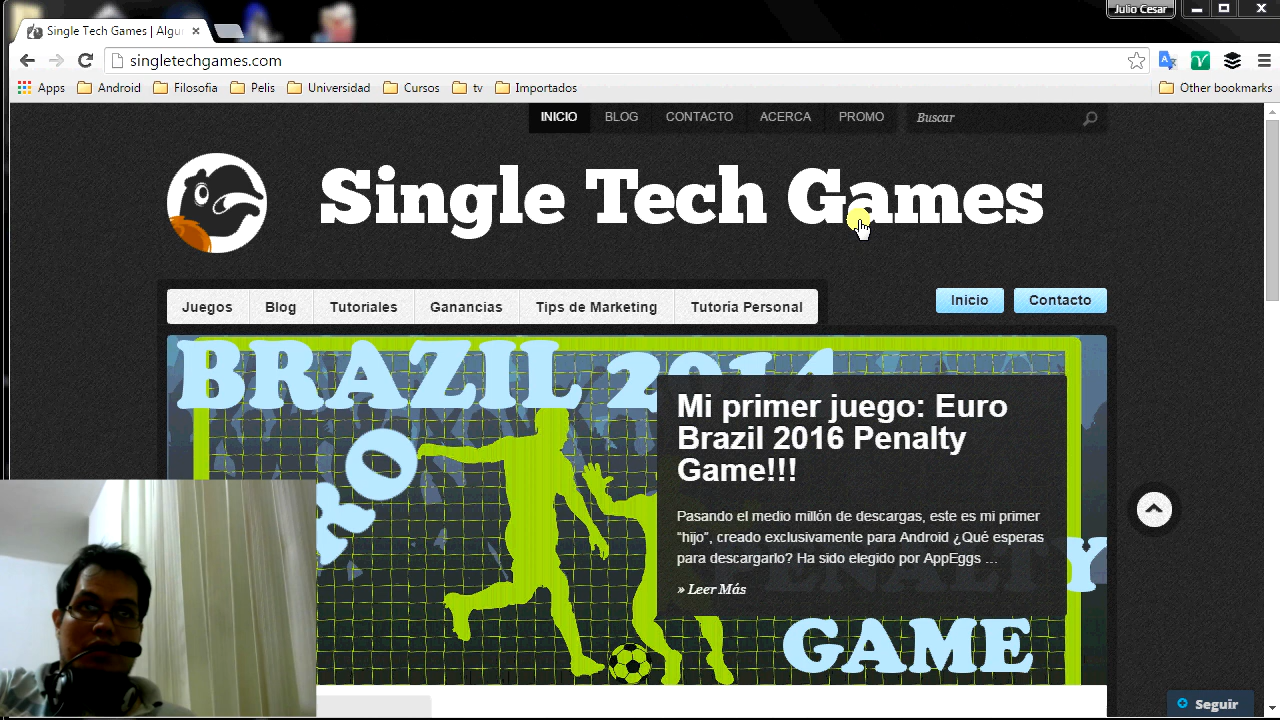 Julio Cesar
Single Tech Games | Algu
singletechgames.com
Apps Android Filosofia Pelis Universidad Cursos tv Importados Other bookmarks
INICIO BLOG CONTACTO ACERCA PROMO Buscar
Single Tech Games
Juegos Blog Tutoriales Ganancias Tips de Marketing Tutoría Personal
Inicio Contacto
BRAZIL 2014
Mi primer juego: Euro
Brazil 2016 Penalty
Game!!!
Pasando el medio millón de descargas, este es mi primer
"hijo", creado exclusivamente para Android ¿Qué esperas
para descargarlo? Ha sido elegido por AppEggs ...
» Leer Más
GAME
Seguir